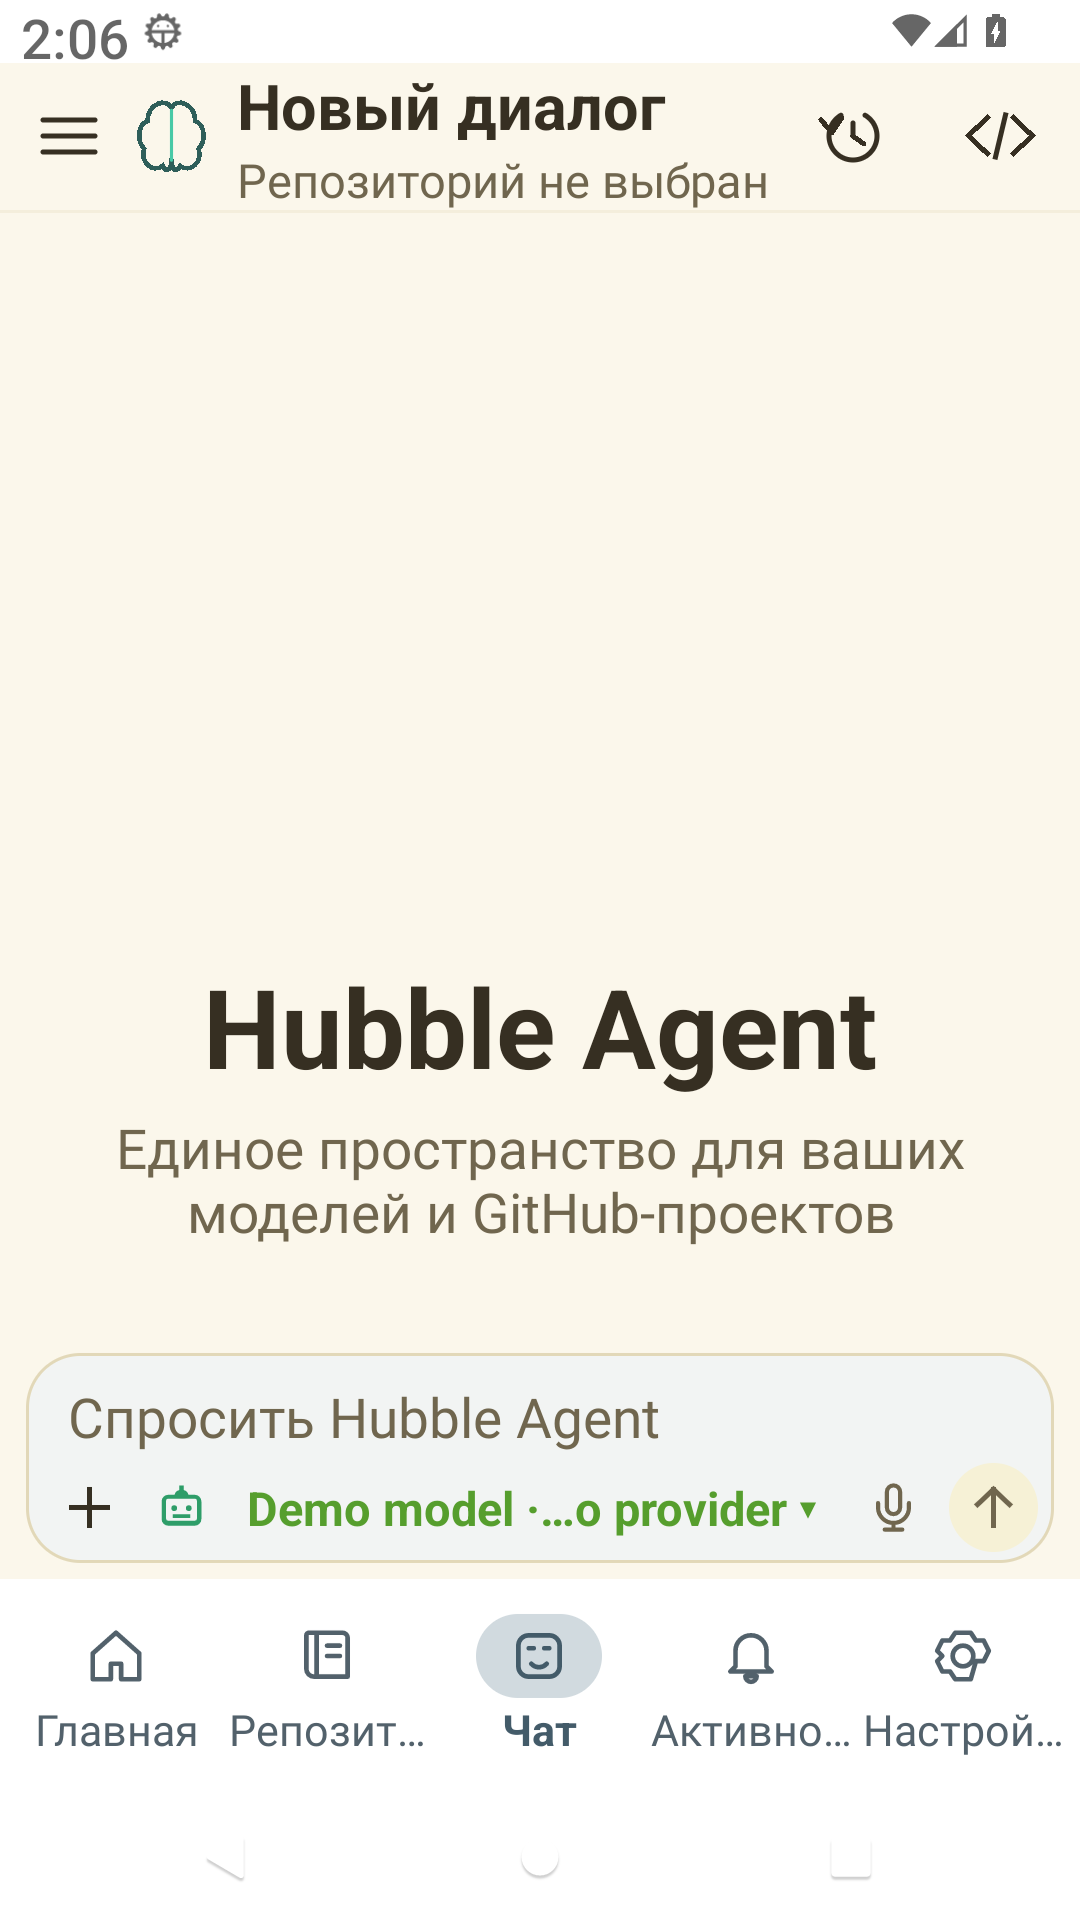 2:06
Новый диалог
Репозиторий не выбран
Hubble Agent
Единое пространство для ваших
моделей и GitHub-проектов
Спросить Hubble Agent
Demo model ·…o provider ▾
Главная
Репозит…
Чат
Активно…
Настрой…